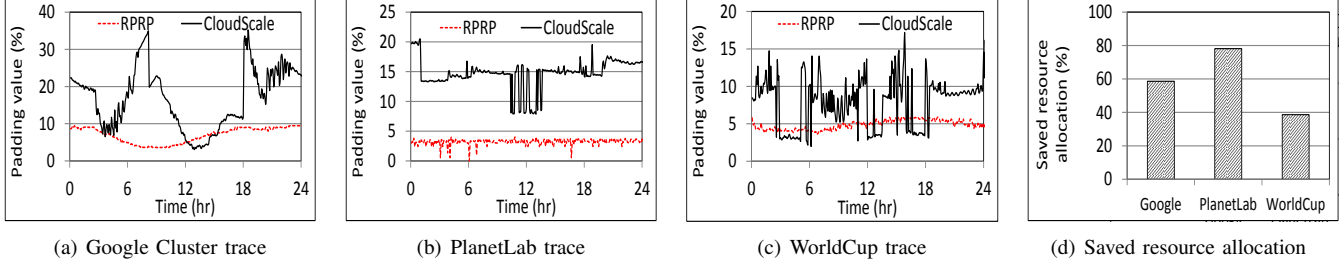 RPRP CloudScale
Padding value (%)
40
30
20
10
0
0 6 12 18 24
Time (hr)
(a) Google Cluster trace
RPRP CloudScale
Padding value (%)
25
20
15
10
5
0
0 6 12 18 24
Time (hr)
(b) PlanetLab trace
RPRP CloudScale
Padding value (%)
20
15
10
5
0
0 6 12 18 24
Time (hr)
(c) WorldCup trace
Saved resource
allocation (%)
100
80
60
40
20
0
Google PlanetLab WorldCup
(d) Saved resource allocation